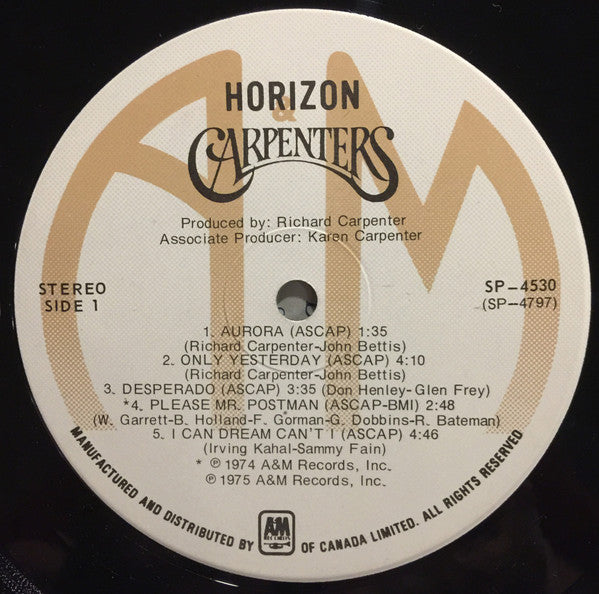 HORIZON
&
CARPENTERS
Produced by: Richard Carpenter
Associate Producer: Karen Carpenter
STEREO
SIDE 1
SP-4530
(SP-4797)
1. AURORA (ASCAP) 1:35
(Richard Carpenter-John Bettis)
2. ONLY YESTERDAY (ASCAP) 4:10
(Richard Carpenter-John Bettis)
3. DESPERADO (ASCAP) 3:35 (Don Henley-Glen Frey)
*4. PLEASE MR. POSTMAN (ASCAP-BMI) 2:48
(W. Garrett-B. Holland-F. Gorman-G. Dobbins-R. Bateman)
5. I CAN DREAM CAN'T I (ASCAP) 4:46
(Irving Kahal-Sammy Fain)
* ℗ 1974 A&M Records, Inc.
℗ 1975 A&M Records, Inc.
MANUFACTURED AND DISTRIBUTED BY A&M RECORDS OF CANADA LIMITED. ALL RIGHTS RESERVED
A M